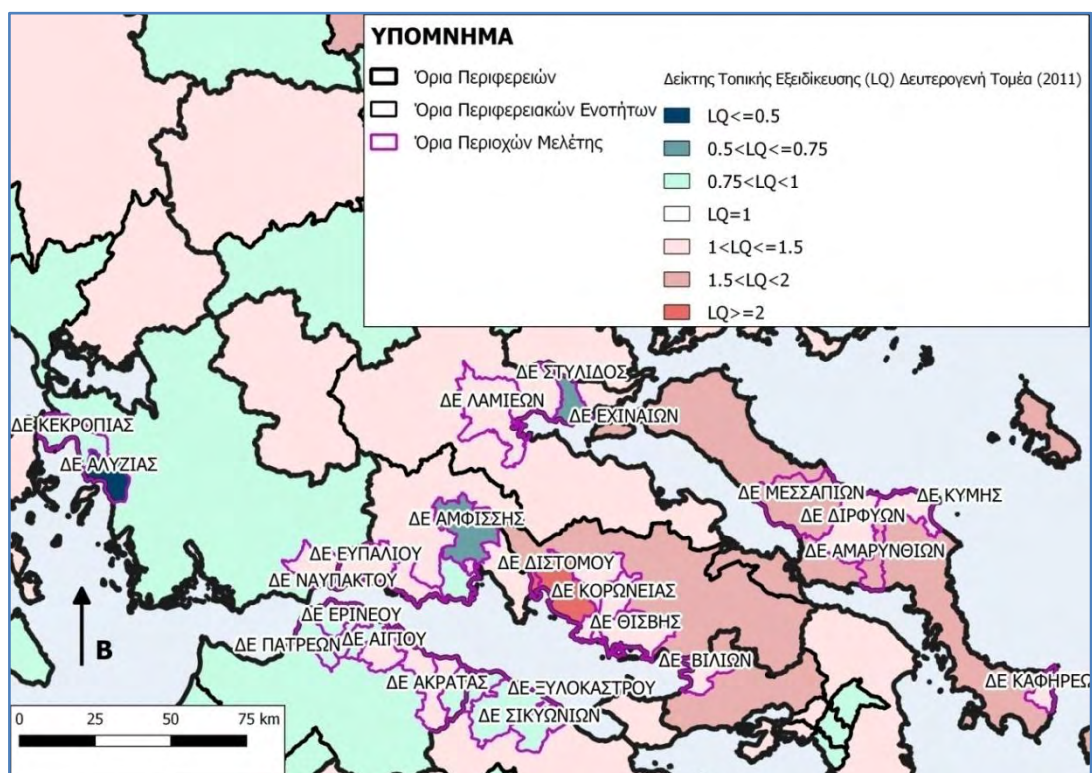 ΥΠΟΜΝΗΜΑ
Όρια Περιφερειών
Όρια Περιφερειακών Ενοτήτων
Όρια Περιοχών Μελέτης
Δείκτης Τοπικής Εξειδίκευσης (LQ) Δευτερογενή Τομέα (2011)
LQ<=0.5
0.5<LQ<=0.75
0.75<LQ<1
LQ=1
1<LQ<=1.5
1.5<LQ<2
LQ>=2
ΔΕ ΣΤΥΛΙΔΟΣ
ΔΕ ΛΑΜΙΕΩΝ
ΔΕ ΕΧΙΝΑΙΩΝ
ΔΕ ΚΕΚΡΟΠΙΑΣ
ΔΕ ΑΛΥΖΙΑΣ
ΔΕ ΜΕΣΣΑΠΙΩΝ
ΔΕ ΚΥΜΗΣ
ΔΕ ΔΙΡΦΥΩΝ
ΔΕ ΑΜΦΙΣΣΗΣ
ΔΕ ΑΜΑΡΥΝΘΙΩΝ
ΔΕ ΕΥΠΑΛΙΟΥ
ΔΕ ΔΙΣΤΟΜΟΥ
ΔΕ ΝΑΥΠΑΚΤΟΥ
ΔΕ ΚΟΡΩΝΕΙΑΣ
ΔΕ ΕΡΙΝΕΟΥ
ΔΕ ΘΙΣΒΗΣ
ΔΕ ΠΑΤΡΕΩΝ
ΔΕ ΑΙΓΙΟΥ
ΔΕ ΒΙΛΙΩΝ
ΔΕ ΑΚΡΑΤΑΣ
ΔΕ ΞΥΛΟΚΑΣΤΡΟΥ
ΔΕ ΚΑΦΗΡΕΩΣ
ΔΕ ΣΙΚΥΩΝΙΩΝ
Β
0 25 50 75 km